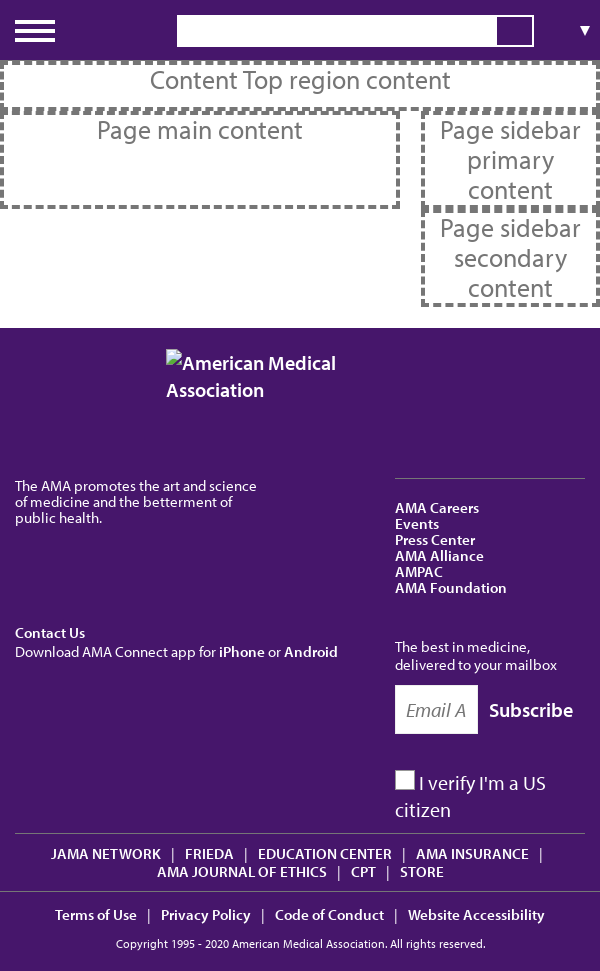 ▼
Content Top region content
Page main content
Page sidebar
primary
content
Page sidebar
secondary
content
American Medical
Association
The AMA promotes the art and science
of medicine and the betterment of
public health.
AMA Careers
Events
Press Center
AMA Alliance
AMPAC
AMA Foundation
Contact Us
Download AMA Connect app for iPhone or Android
The best in medicine,
delivered to your mailbox
Email A
Subscribe
I verify I'm a US
citizen
JAMA NETWORK | FRIEDA | EDUCATION CENTER | AMA INSURANCE |
AMA JOURNAL OF ETHICS | CPT | STORE
Terms of Use | Privacy Policy | Code of Conduct | Website Accessibility
Copyright 1995 - 2020 American Medical Association. All rights reserved.